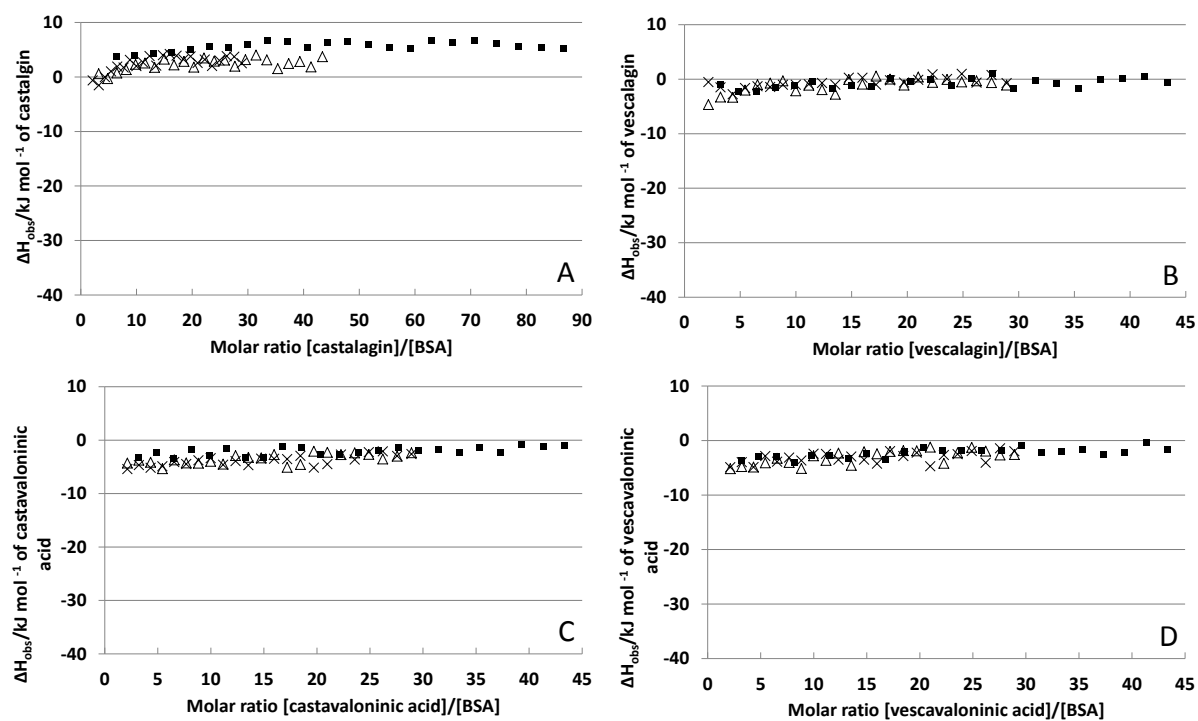 A
10
0
-10
-20
-30
-40
ΔHobs/kJ mol -1 of castalgin
0 10 20 30 40 50 60 70 80 90
Molar ratio [castalagin]/[BSA]
B
10
0
-10
-20
-30
-40
ΔHobs/kJ mol -1 of vescalagin
0 5 10 15 20 25 30 35 40 45
Molar ratio [vescalagin]/[BSA]
C
10
0
-10
-20
-30
-40
ΔHobs/kJ mol -1 of castavaloninic
acid
0 5 10 15 20 25 30 35 40 45
Molar ratio [castavaloninic acid]/[BSA]
D
10
0
-10
-20
-30
-40
ΔHobs/kJ mol -1 of vescavaloninic
acid
0 5 10 15 20 25 30 35 40 45
Molar ratio [vescavaloninic acid]/[BSA]